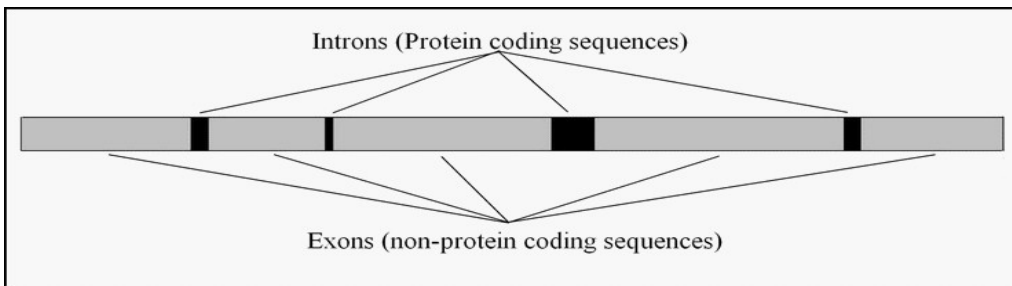 Introns (Protein coding sequences)
Exons (non-protein coding sequences)